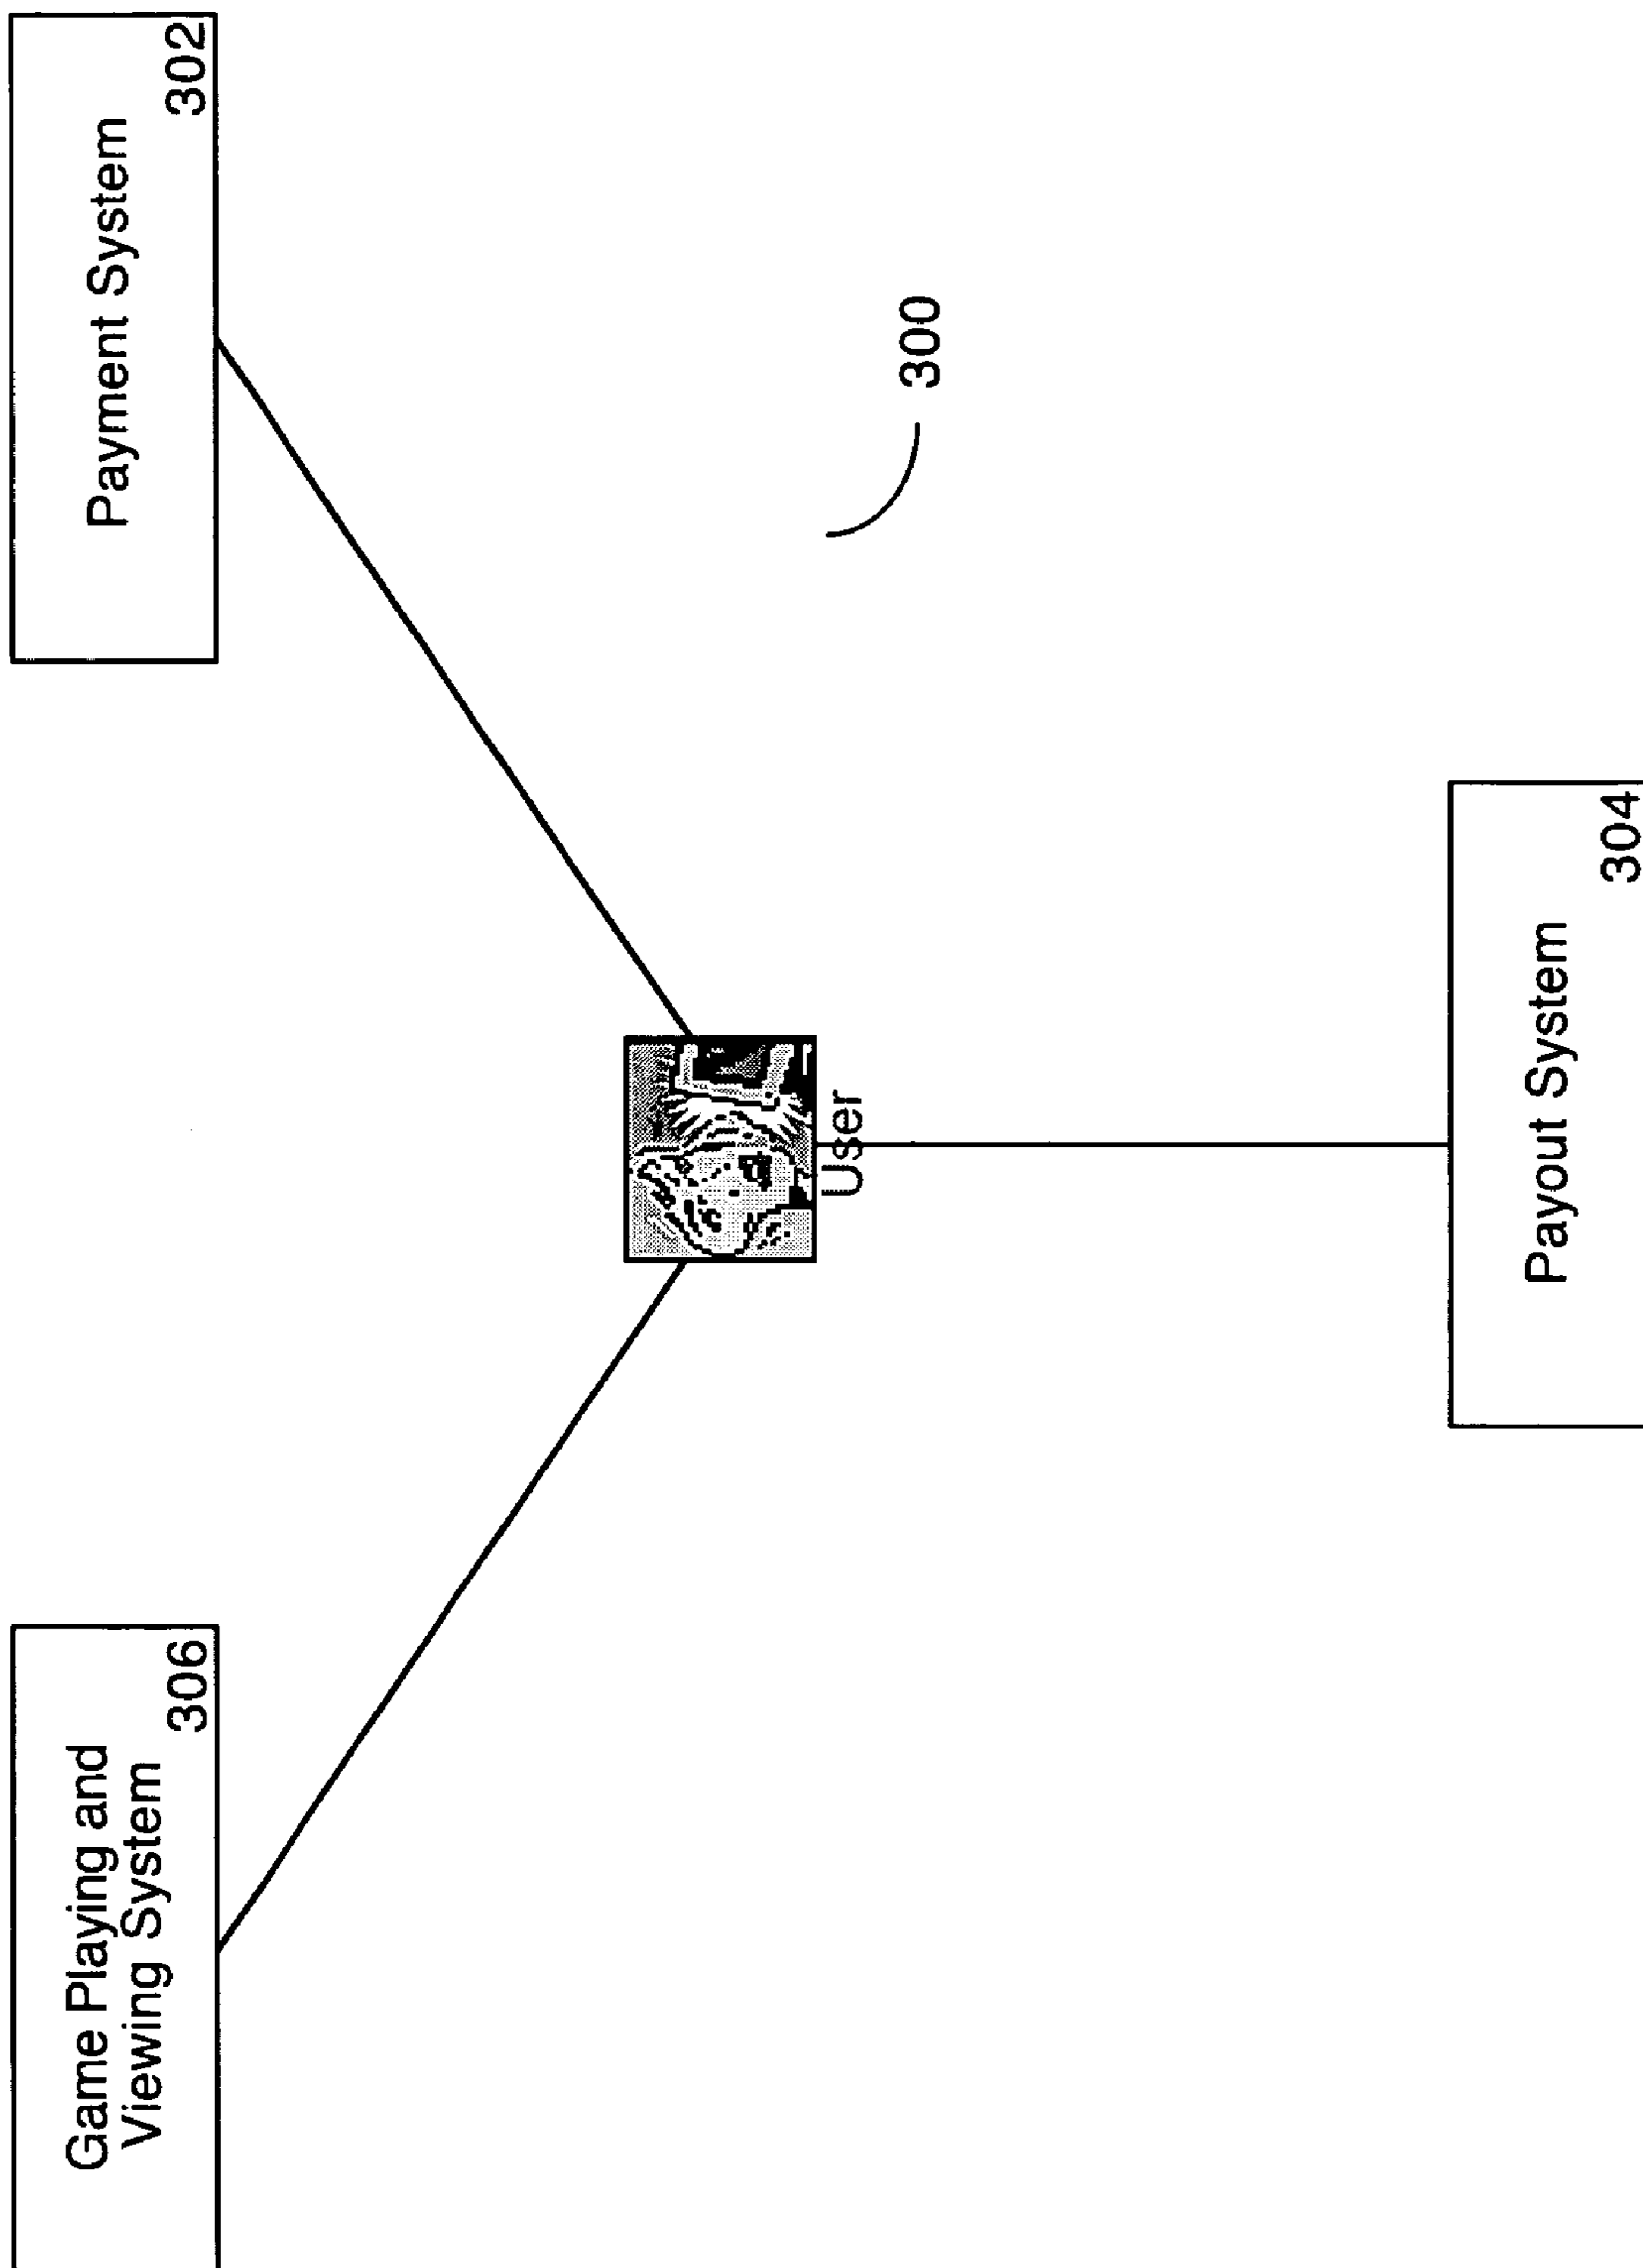 Game Playing and
Viewing System
306
Payment System
302
300
User
Payout System
304